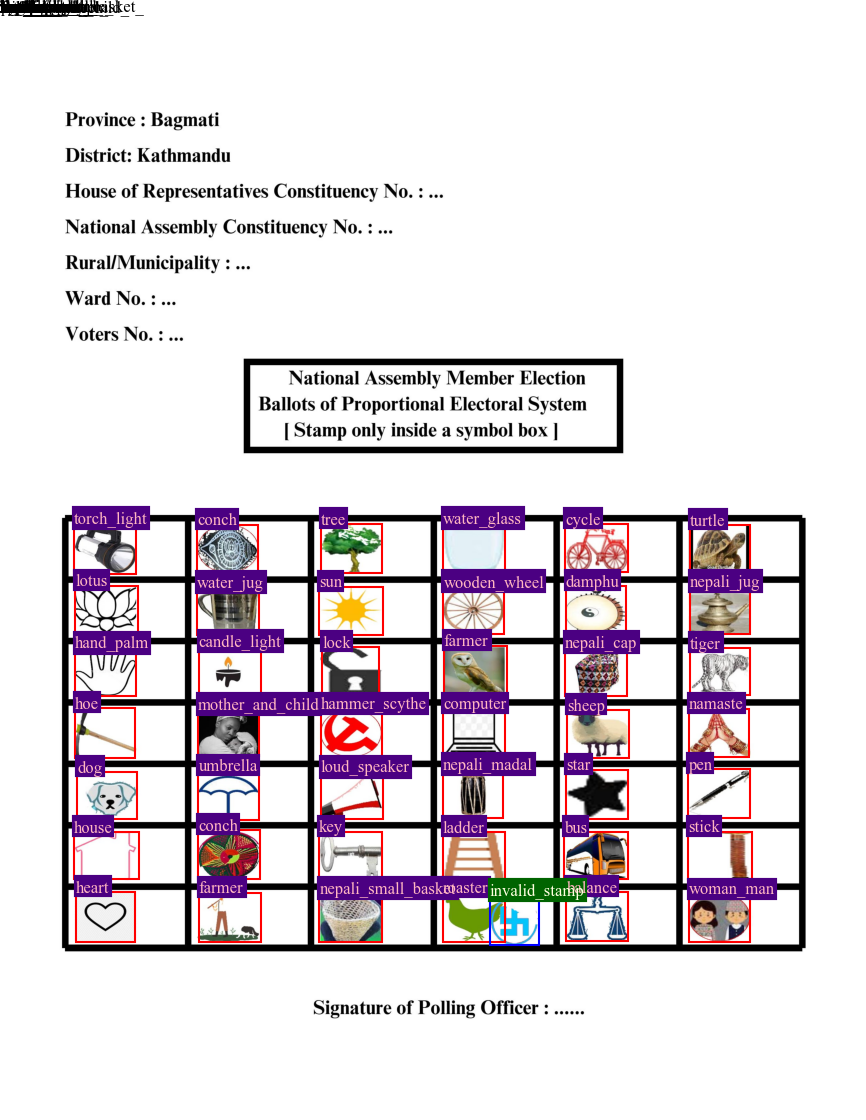 Province : Bagmati
District: Kathmandu
House of Representatives Constituency No. : ...
National Assembly Constituency No. : ...
Rural/Municipality : ...
Ward No. : ...
Voters No. : ...
National Assembly Member Election
Ballots of Proportional Electoral System
[ Stamp only inside a symbol box ]
torch_light conch tree water_glass cycle turtle
lotus water_jug sun wooden_wheel damphu nepali_jug
hand_palm candle_light lock farmer nepali_cap tiger
hoe mother_and_child hammer_scythe computer sheep namaste
dog umbrella loud_speaker nepali_madal star pen
house conch key ladder bus stick
heart farmer nepali_small_basket invalid_stamp balance woman_man
Signature of Polling Officer : ......